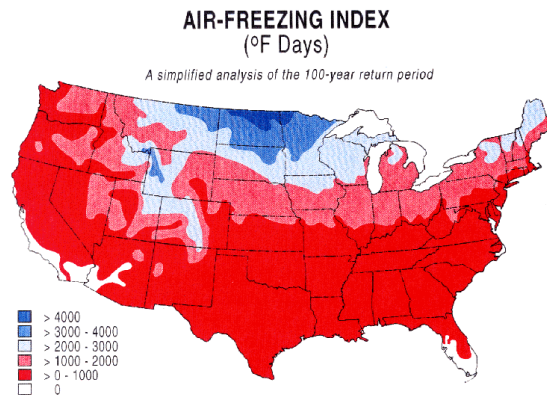 AIR-FREEZING INDEX
(ºF Days)
A simplified analysis of the 100-year return period
> 4000
> 3000 - 4000
> 2000 - 3000
> 1000 - 2000
> 0 - 1000
0